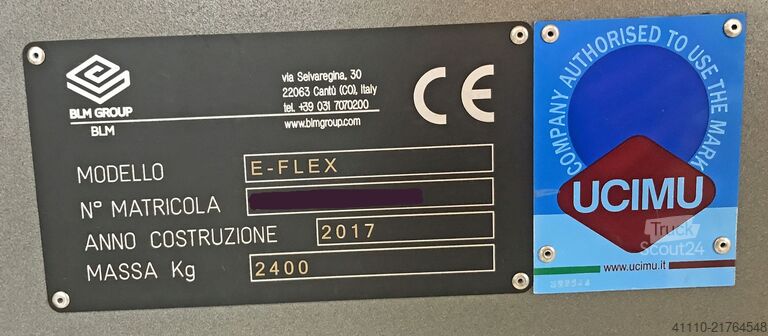 BLM GROUP
BLM
via Selvaregina, 30
22063 Cantù (CO), Italy
tel. +39 031 7070200
www.blmgroup.com
CE
MODELLO E-FLEX
N° MATRICOLA
ANNO COSTRUZIONE 2017
MASSA Kg 2400
COMPANY AUTHORISED TO USE THE MARK
UCIMU
Truck
Scout24
www.ucimu.it
41110-21764548